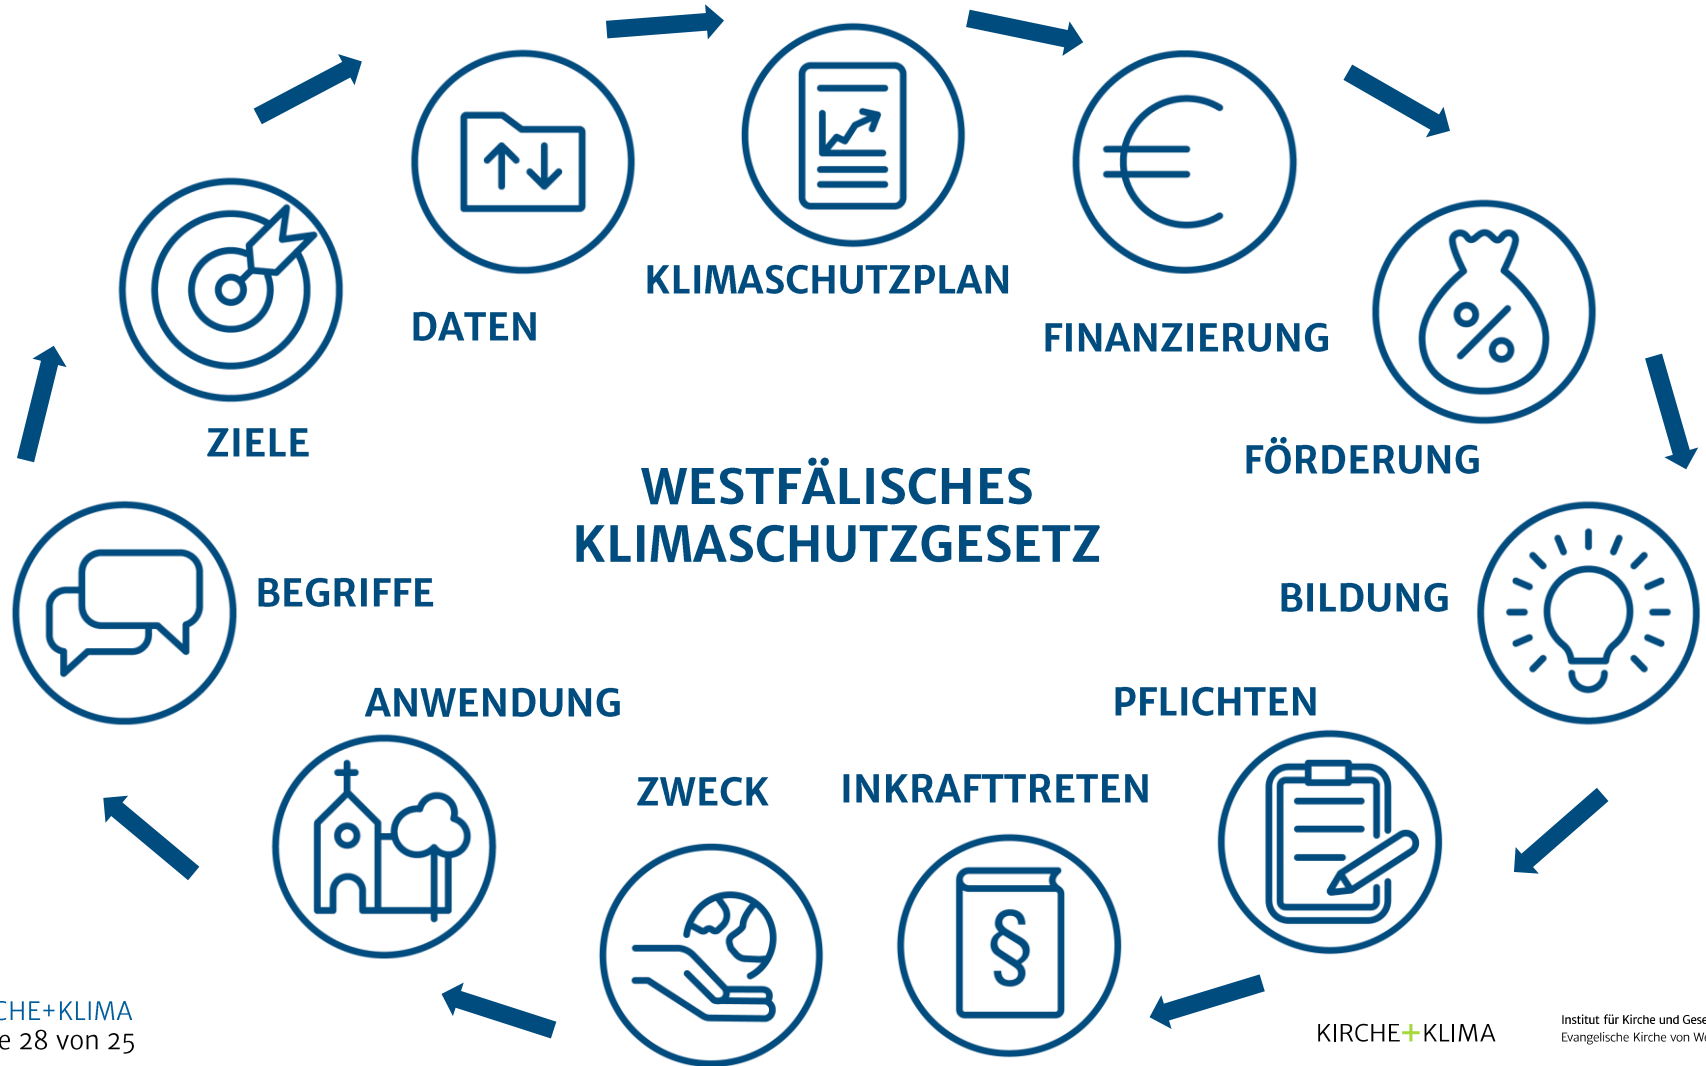 KLIMASCHUTZPLAN
DATEN
FINANZIERUNG
ZIELE
FÖRDERUNG
WESTFÄLISCHES
KLIMASCHUTZGESETZ
BEGRIFFE
BILDUNG
ANWENDUNG
PFLICHTEN
ZWECK
INKRAFTTRETEN
§
CHE+KLIMA
e 28 von 25
KIRCHE+KLIMA
Institut für Kirche und Gese
Evangelische Kirche von We